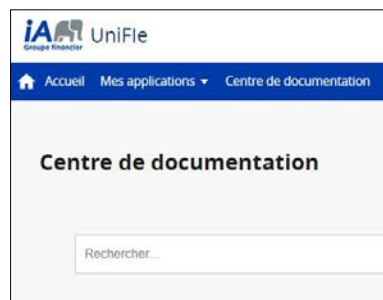 iA
Groupe financier
UniFle
Accueil Mes applications Centre de documentation
Centre de documentation
Rechercher...